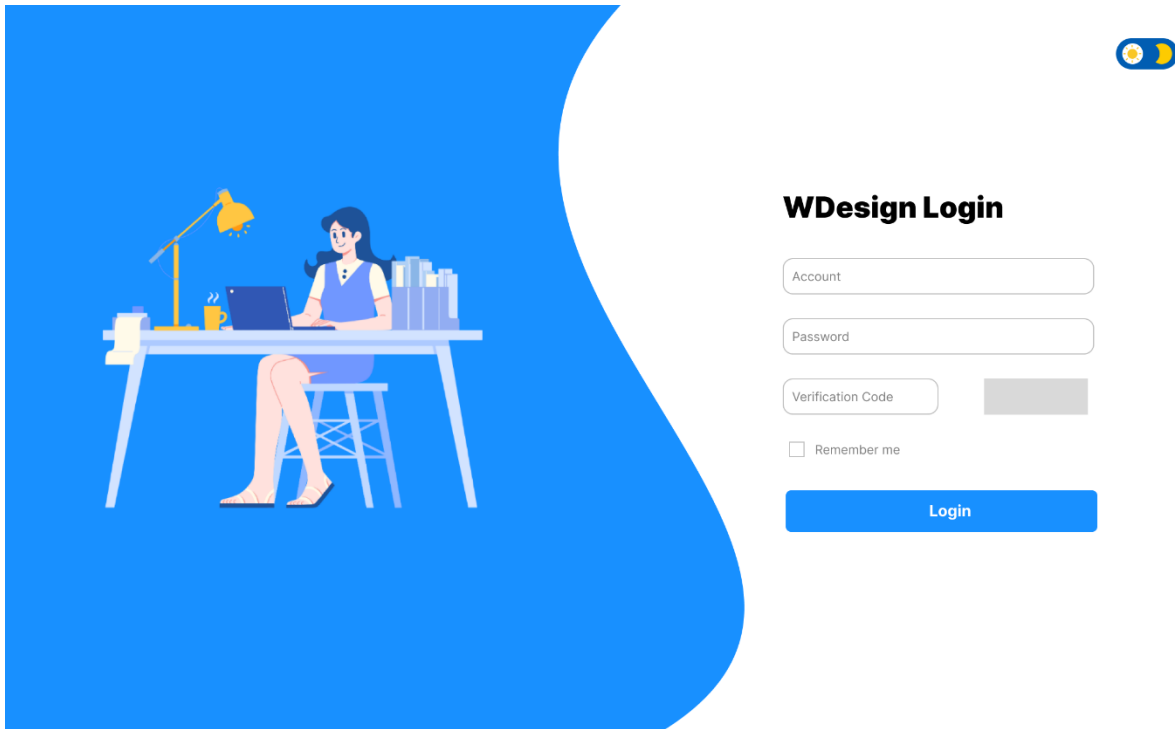 WDesign Login
Account
Password
Verification Code
Remember me
Login